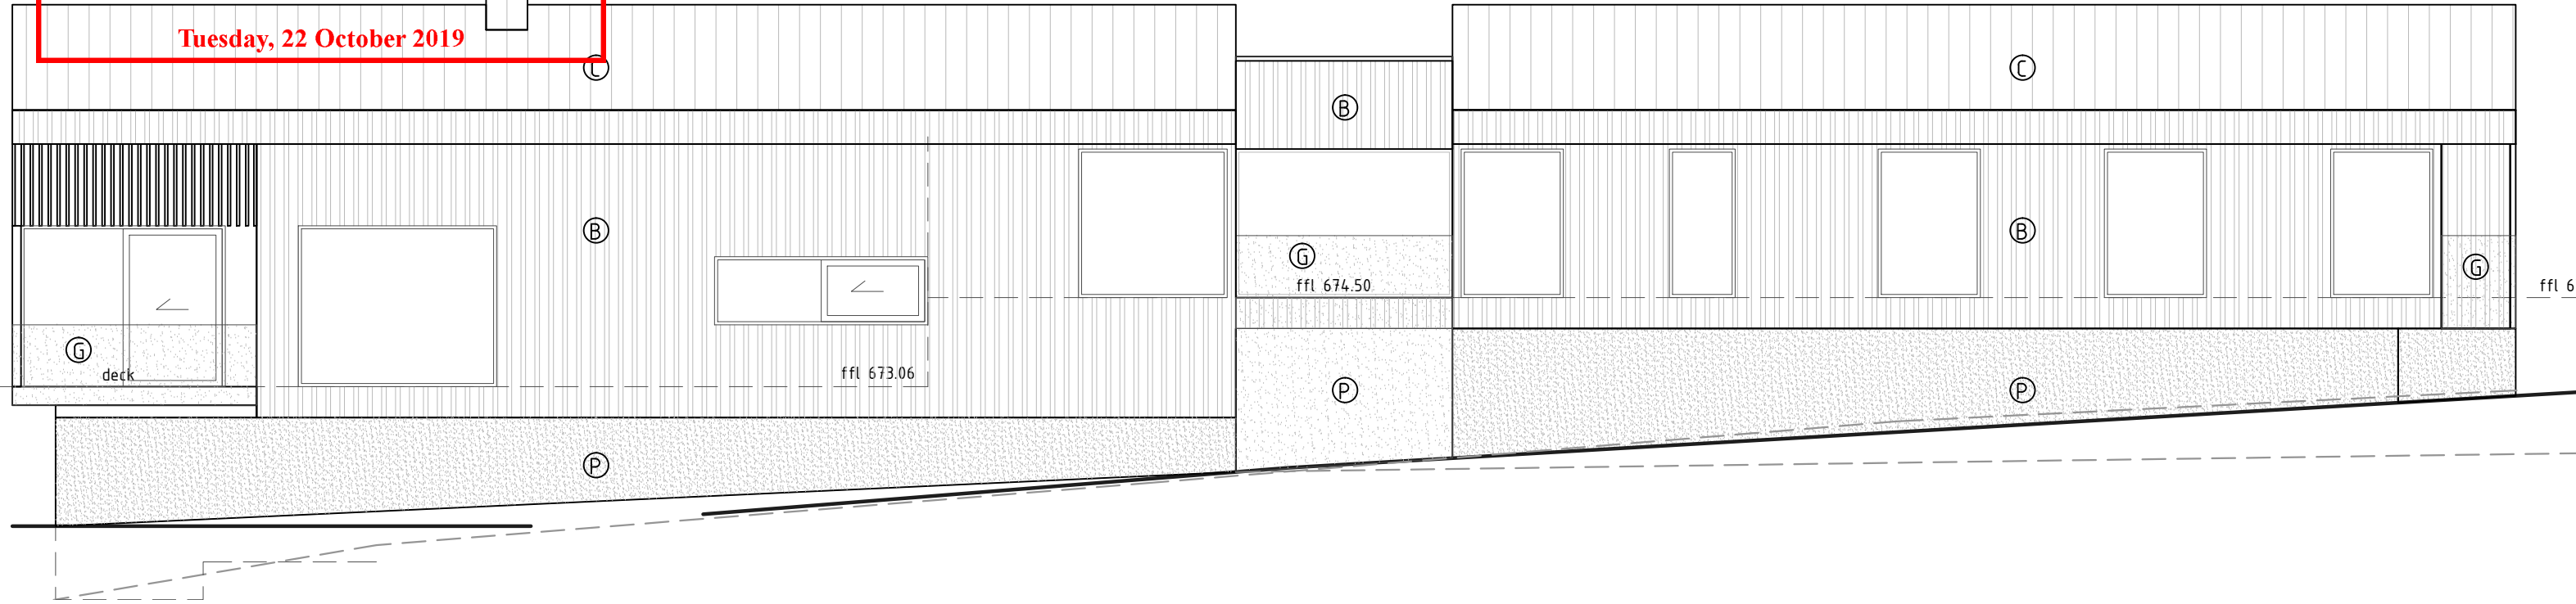 Tuesday, 22 October 2019
C
C
B
B
B
G
G
ffl 674.50
ffl 6
G
deck
ffl 673.06
P
P
P